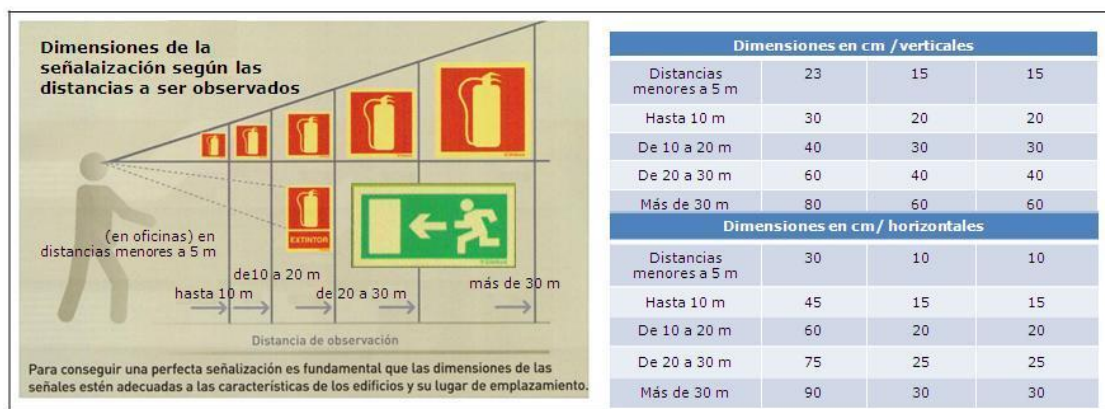 Dimensiones de la
señalaización según las
distancias a ser observados
EXTINTOR
(en oficinas) en
distancias menores a 5 m
hasta 10 m
de10 a 20 m
de 20 a 30 m
más de 30 m
Distancia de observación
Para conseguir una perfecta señalización es fundamental que las dimensiones de las
señales estén adecuadas a las características de los edificios y su lugar de emplazamiento.
Dimensiones en cm /verticales
Distancias
menores a 5 m 23 15 15
Hasta 10 m 30 20 20
De 10 a 20 m 40 30 30
De 20 a 30 m 60 40 40
Más de 30 m 80 60 60
Dimensiones en cm/ horizontales
Distancias
menores a 5 m 30 10 10
Hasta 10 m 45 15 15
De 10 a 20 m 60 20 20
De 20 a 30 m 75 25 25
Más de 30 m 90 30 30